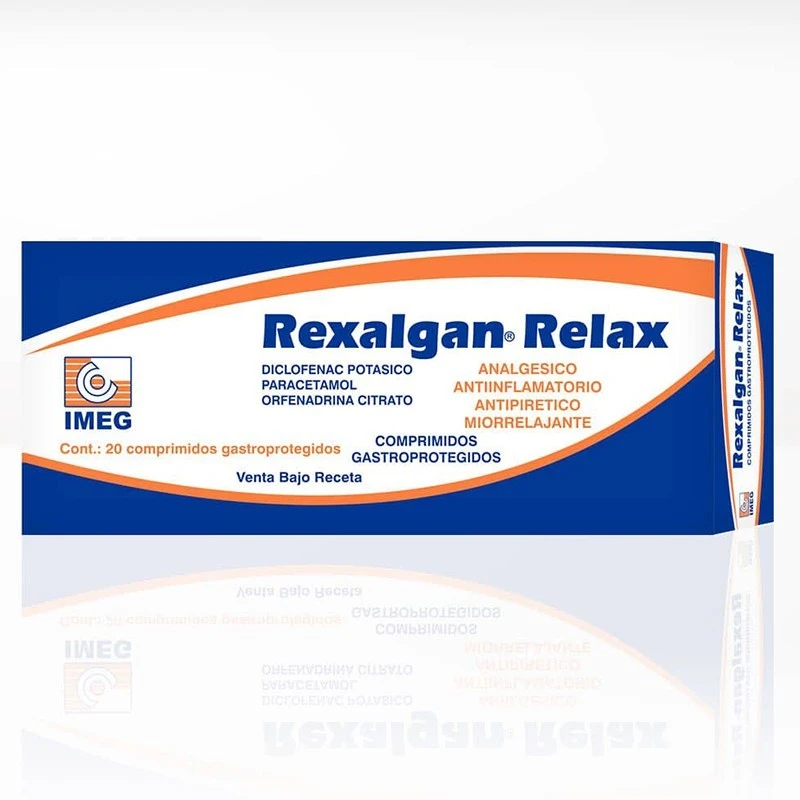 Rexalgan® Relax
DICLOFENAC POTASICO
PARACETAMOL
ORFENADRINA CITRATO
ANALGESICO
ANTIINFLAMATORIO
ANTIPIRETICO
MIORRELAJANTE
IMEG
Cont.: 20 comprimidos gastroprotegidos
COMPRIMIDOS
GASTROPROTEGIDOS
Venta Bajo Receta
Rexalgan® Relax
COMPRIMIDOS GASTROPROTEGIDOS
IMEG